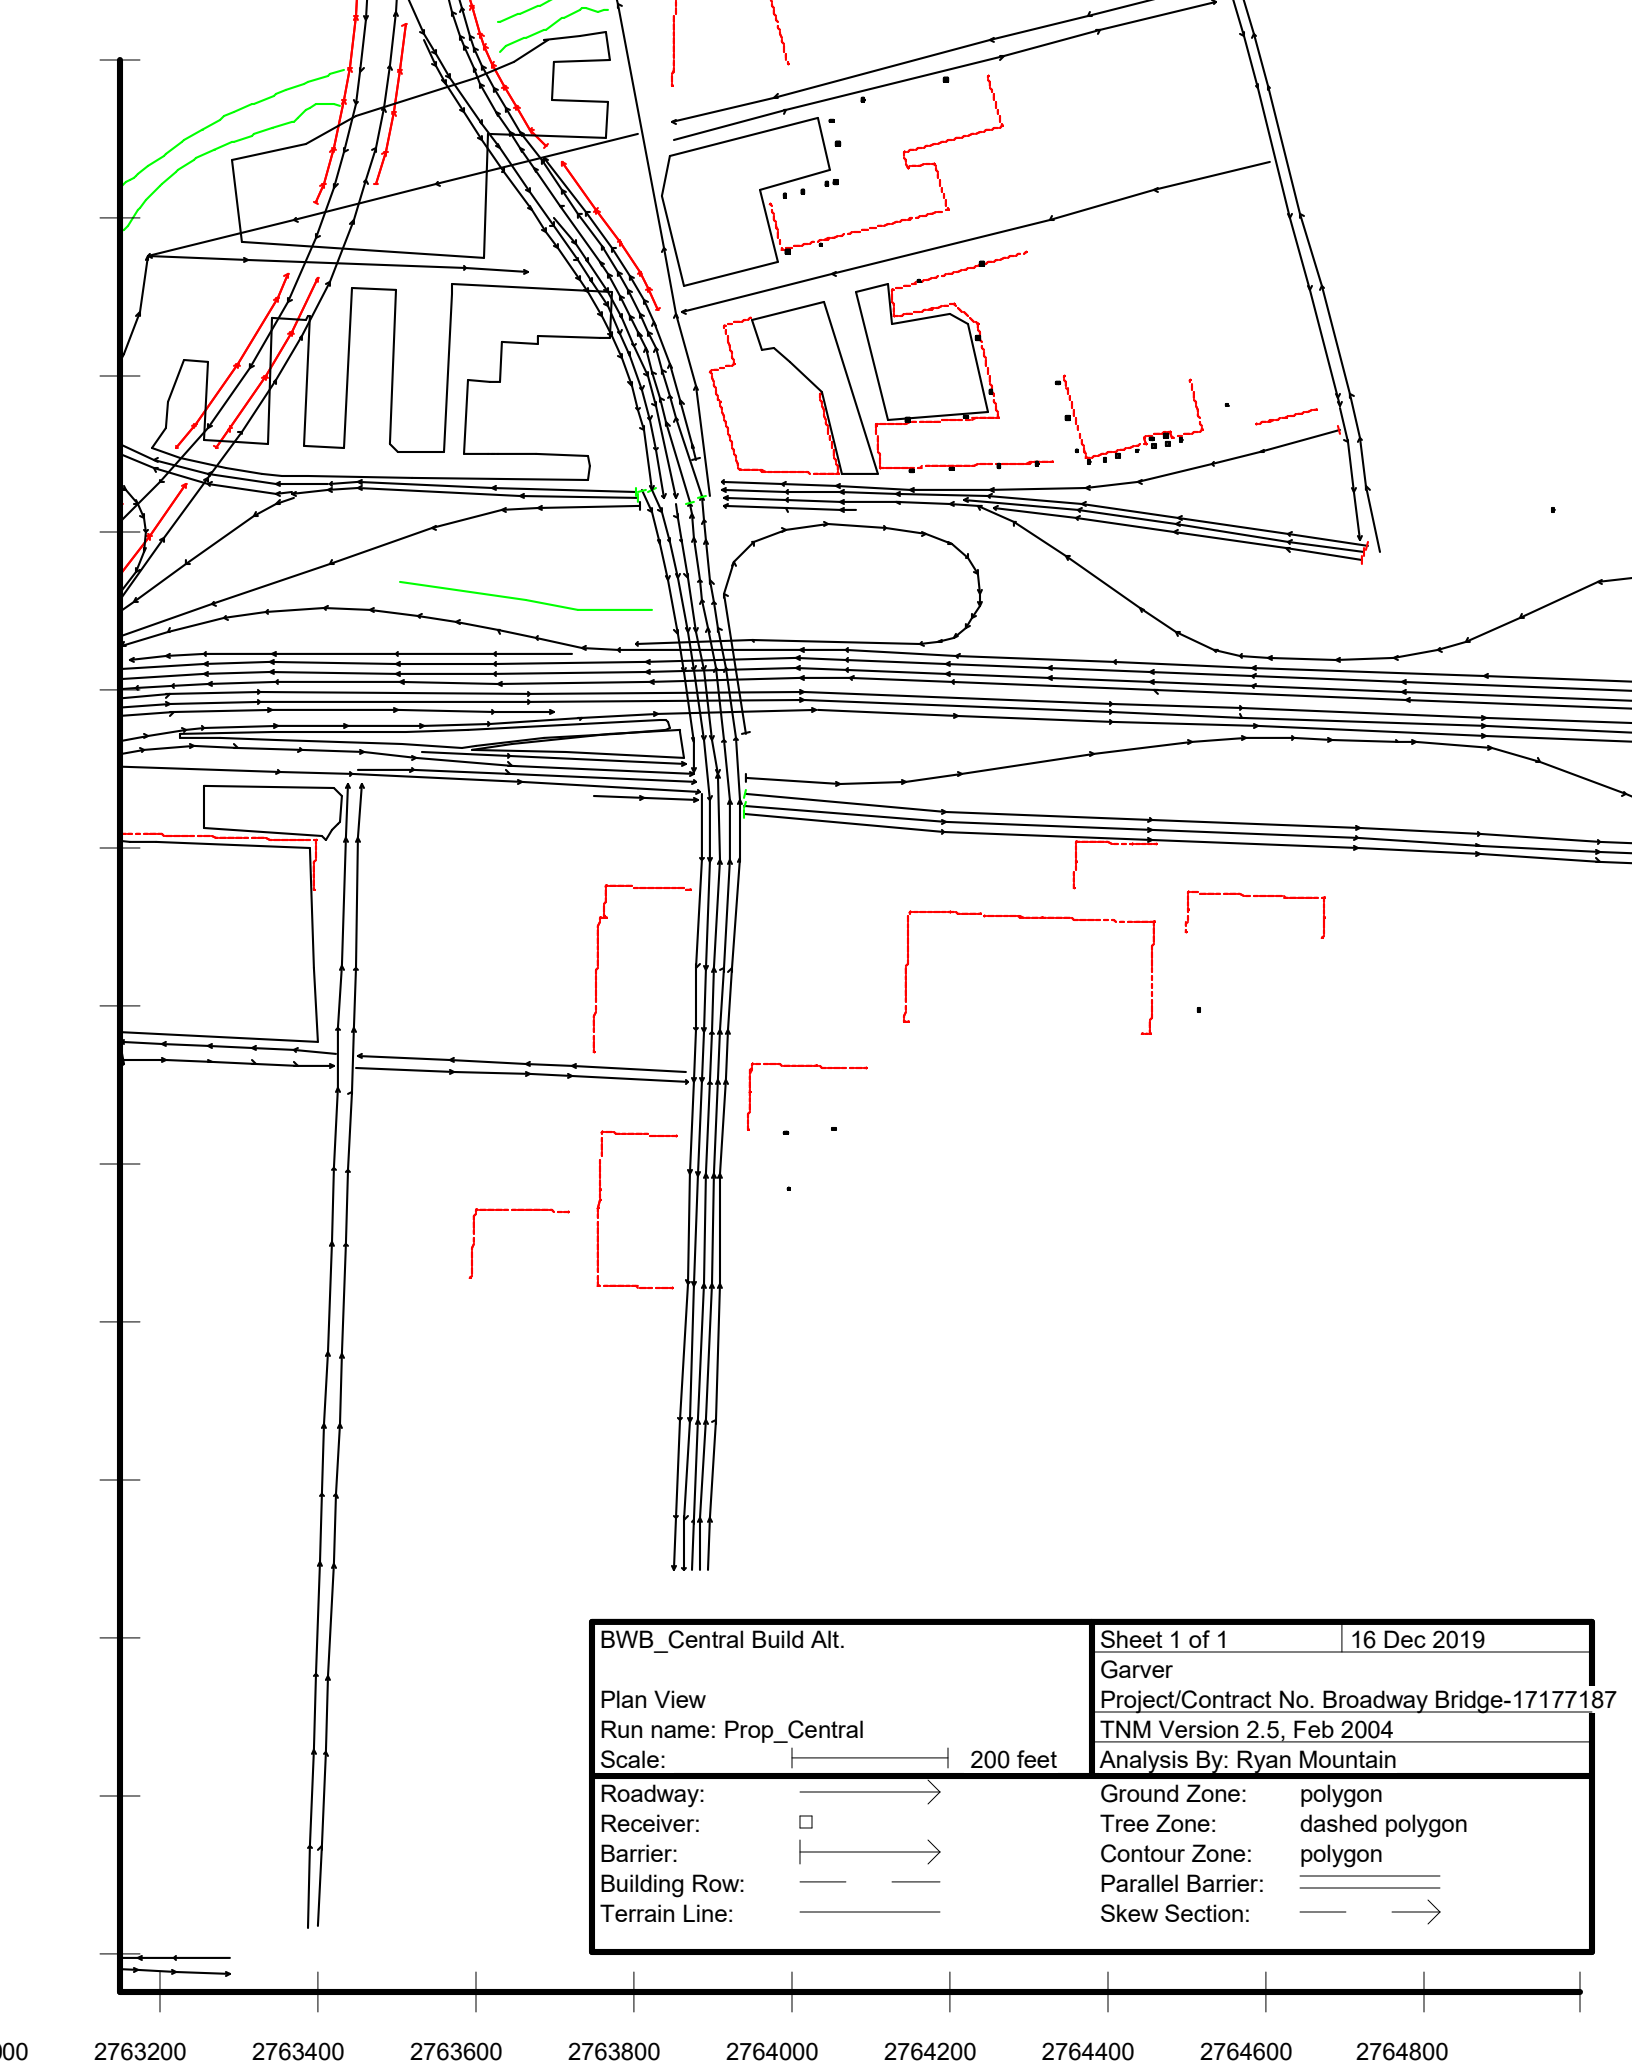 BWB_Central Build Alt.
Plan View
Run name: Prop_Central
Scale: 200 feet
Sheet 1 of 1 16 Dec 2019
Garver
Project/Contract No. Broadway Bridge-17177187
TNM Version 2.5, Feb 2004
Analysis By: Ryan Mountain
Roadway:
Receiver:
Barrier:
Building Row:
Terrain Line:
Ground Zone: polygon
Tree Zone: dashed polygon
Contour Zone: polygon
Parallel Barrier:
Skew Section:
2763200 2763400 2763600 2763800 2764000 2764200 2764400 2764600 2764800